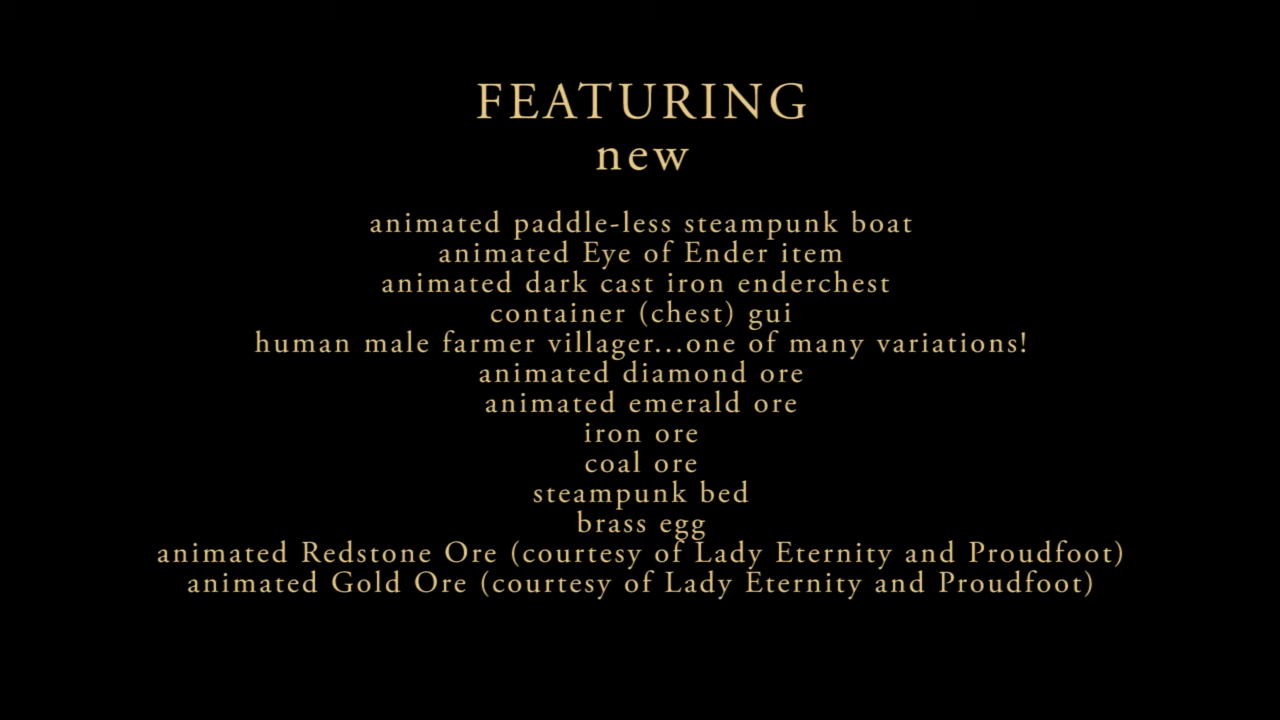 FEATURING
new
animated paddle-less steampunk boat
animated Eye of Ender item
animated dark cast iron enderchest
container (chest) gui
human male farmer villager...one of many variations!
animated diamond ore
animated emerald ore
iron ore
coal ore
steampunk bed
brass egg
animated Redstone Ore (courtesy of Lady Eternity and Proudfoot)
animated Gold Ore (courtesy of Lady Eternity and Proudfoot)